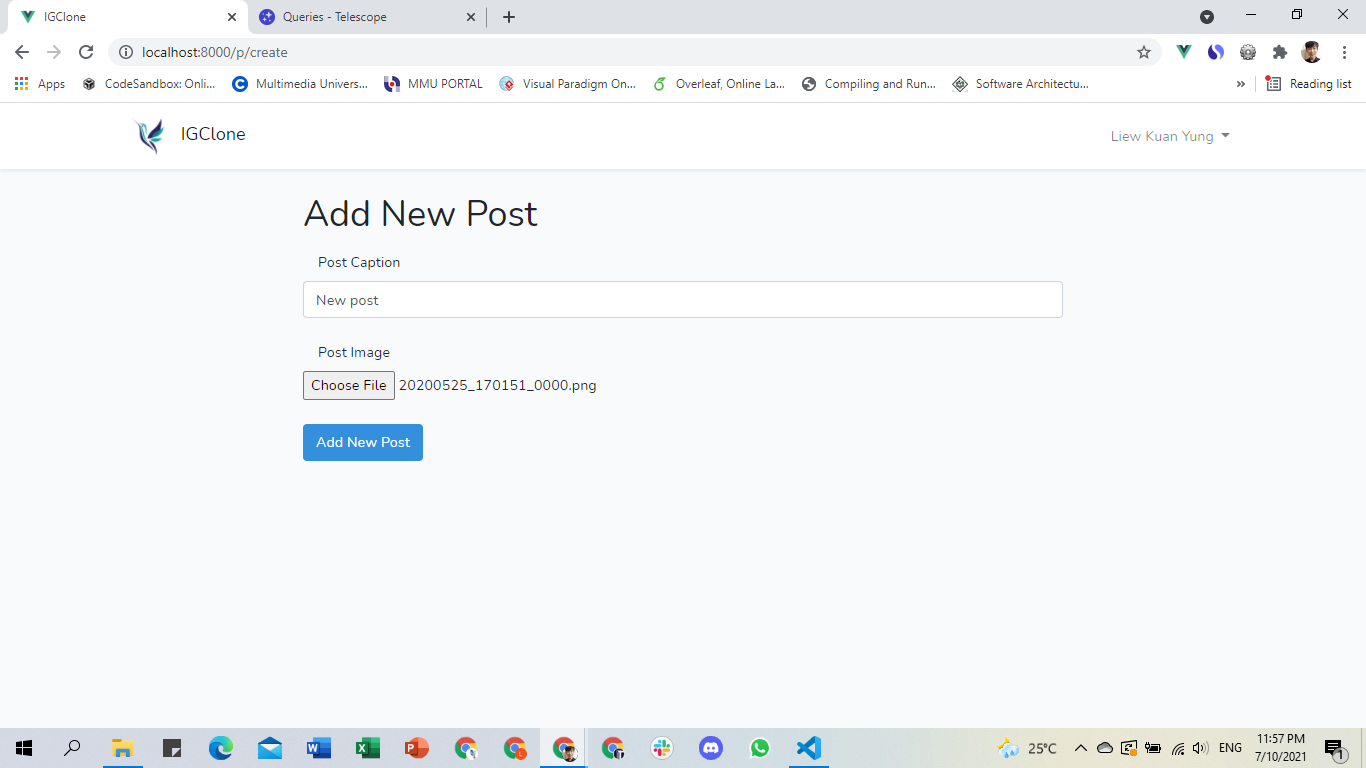 IGClone
Queries - Telescope
localhost:8000/p/create
Apps
CodeSandbox: Onli...
Multimedia Univers...
MMU PORTAL
Visual Paradigm On...
Overleaf, Online La...
Compiling and Run...
Software Architectu...
»
Reading list
IGClone
Liew Kuan Yung
Add New Post
Post Caption
New post
Post Image
Choose File 20200525_170151_0000.png
Add New Post
25°C
ENG
11:57 PM
7/10/2021
1